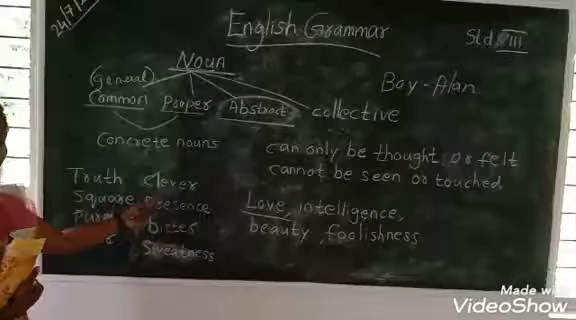 24/7/
English Grammar
Std VIII
Noun
(General)
Common Proper Abstract collective
Boy - Alan
Concrete nouns
can only be thought or felt
cannot be seen or touched
Truth Clever
Square Presence
bitter
Sweatness
Love, intelligence,
beauty, foolishness
Made with
VideoShow